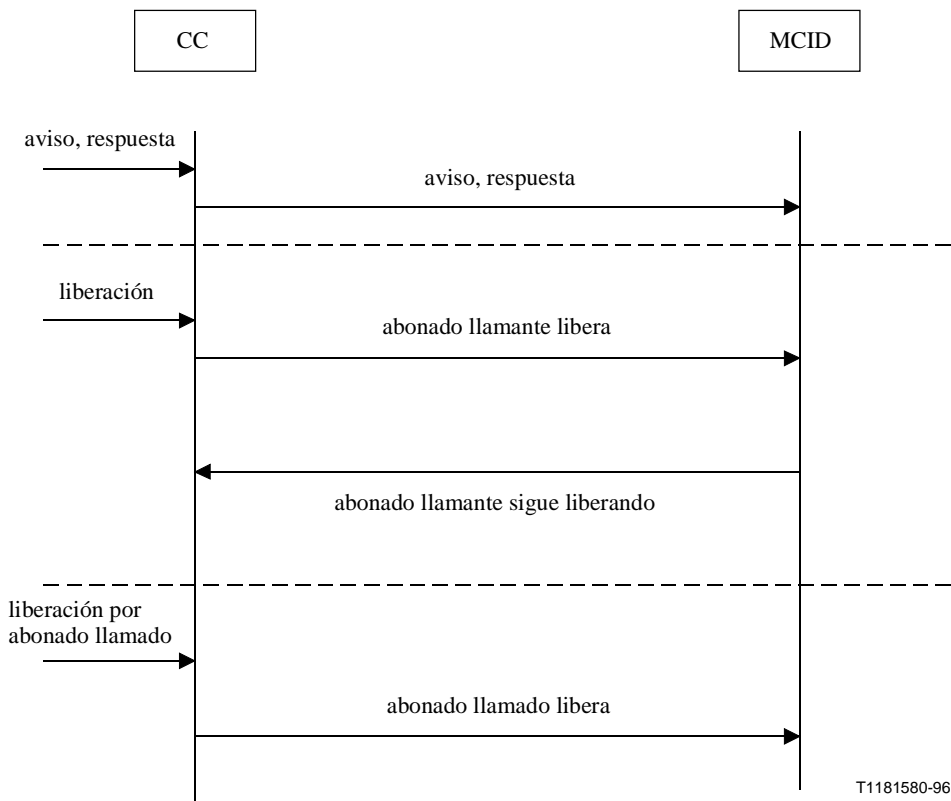 CC
MCID
aviso, respuesta
aviso, respuesta
liberación
abonado llamante libera
abonado llamante sigue liberando
liberación por
abonado llamado
abonado llamado libera
T1181580-96